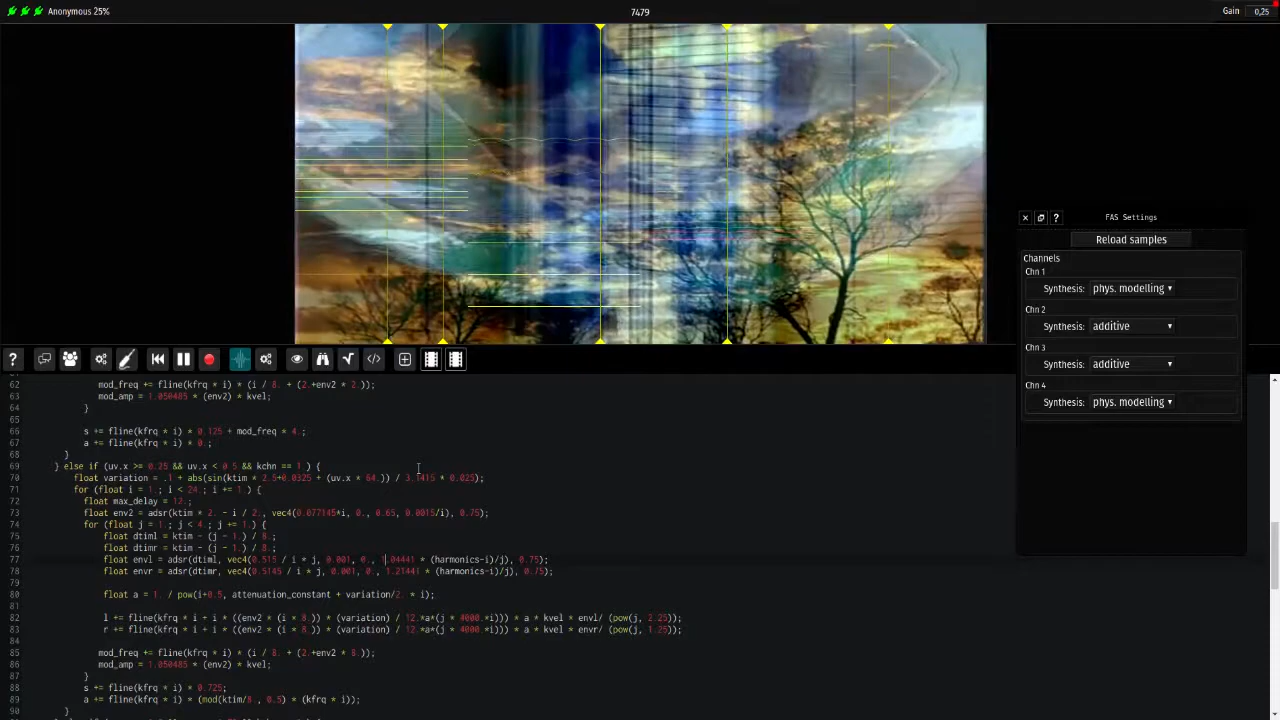 Anonymous 25%
7479
Gain 0,25
FAS Settings
Reload samples
Channels
Chn 1
Synthesis: phys. modelling
Chn 2
Synthesis: additive
Chn 3
Synthesis: additive
Chn 4
Synthesis: phys. modelling
62 mod_freq += fline(kfrq * i) * (i / 8. + (2.+env2 * 2.));
63 mod_amp = 1.050485 * (env2) * kvel;
64 }
65
66 s += fline(kfrq * i) * 0.125 + mod_freq * 4.;
67 a += fline(kfrq * i) * 0.;
68 }
69 } else if (uv.x >= 0.25 && uv.x < 0.5 && kchn == 1.) {
70 float variation = .1 + abs(sin(ktim * 2.5+0.0325 + (uv.x * 64.)) / 3.1415 * 0.025);
71 for (float i = 1.; i < 24.; i += 1.) {
72 float max_delay = 12.;
73 float env2 = adsr(ktim * 2. - i / 2., vec4(0.077145*i, 0., 0.65, 0.0015/i), 0.75);
74 for (float j = 1.; j < 4.; j += 1.) {
75 float dtiml = ktim - (j - 1.) / 8.;
76 float dtimr = ktim - (j - 1.) / 8.;
77 float envl = adsr(dtiml, vec4(0.515 / i * j, 0.001, 0., 1.04441 * (harmonics-i)/j), 0.75);
78 float envr = adsr(dtimr, vec4(0.5145 / i * j, 0.001, 0., 1.21441 * (harmonics-i)/j), 0.75);
79
80 float a = 1. / pow(i+0.5, attenuation_constant + variation/2. * i);
81
82 l += fline(kfrq * i + i * ((env2 * (i * 8.)) * (variation) / 12.*a*(j * 4000.*i))) * a * kvel * envl/ (pow(j, 2.25));
83 r += fline(kfrq * i + i * ((env2 * (i * 8.)) * (variation) / 12.*a*(j * 4000.*i))) * a * kvel * envr/ (pow(j, 1.25));
84
85 mod_freq += fline(kfrq * i) * (i / 8. + (2.+env2 * 8.));
86 mod_amp = 1.050485 * (env2) * kvel;
87 }
88 s += fline(kfrq * i) * 0.725;
89 a += fline(kfrq * i) * (mod(ktim/8., 0.5) * (kfrq * i));
90 }